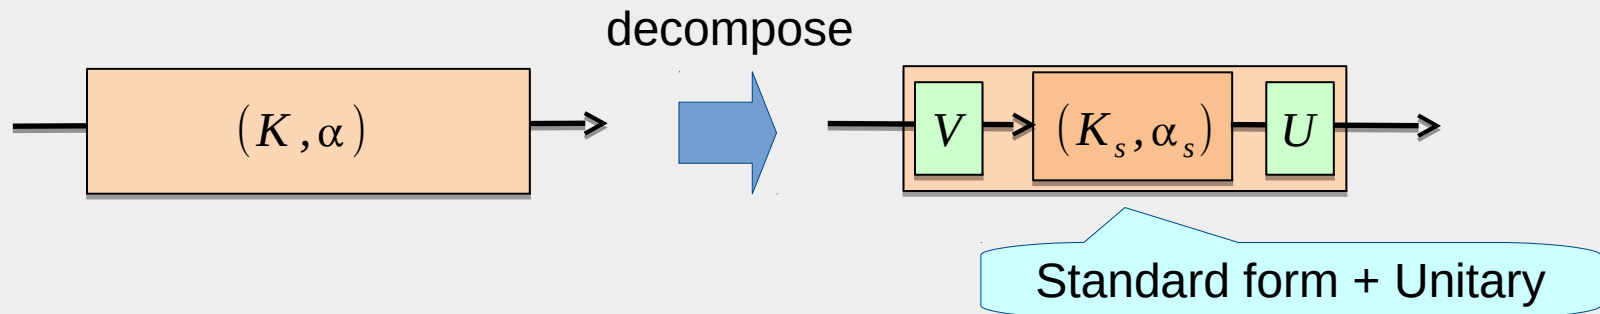 decompose
(K, α)
V
(Kₛ, αₛ)
U
Standard form + Unitary